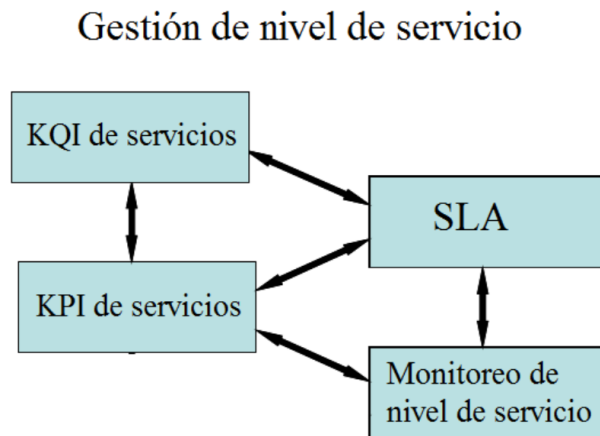 Gestión de nivel de servicio
KQI de servicios
SLA
KPI de servicios
Monitoreo de
nivel de servicio